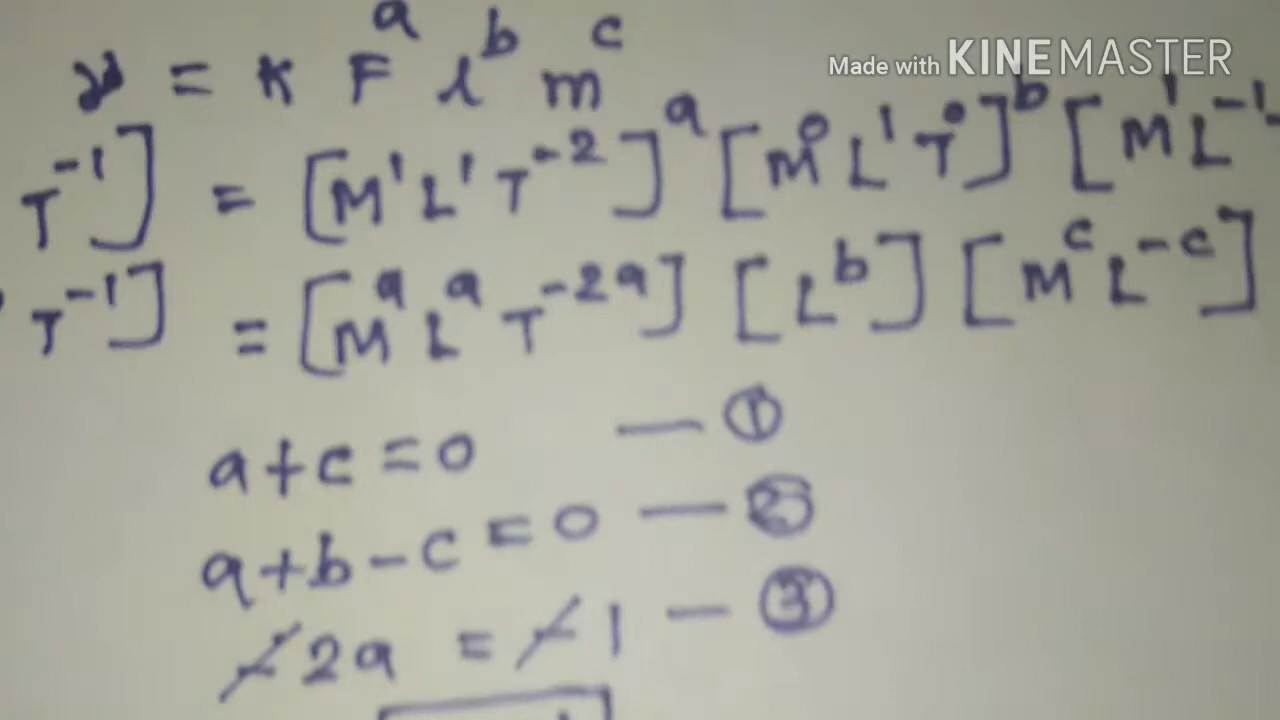 ν = K F^a l^b m^c
Made with KINEMASTER
T^-1] = [M^1 L^1 T^-2]^a [M^0 L^1 T^0]^b [M^1 L^-1
T^-1] = [M^a L^a T^-2a] [L^b] [M^c L^-c]
a+c = 0 — ①
a+b-c = 0 — ②
-2a = -1 — ③